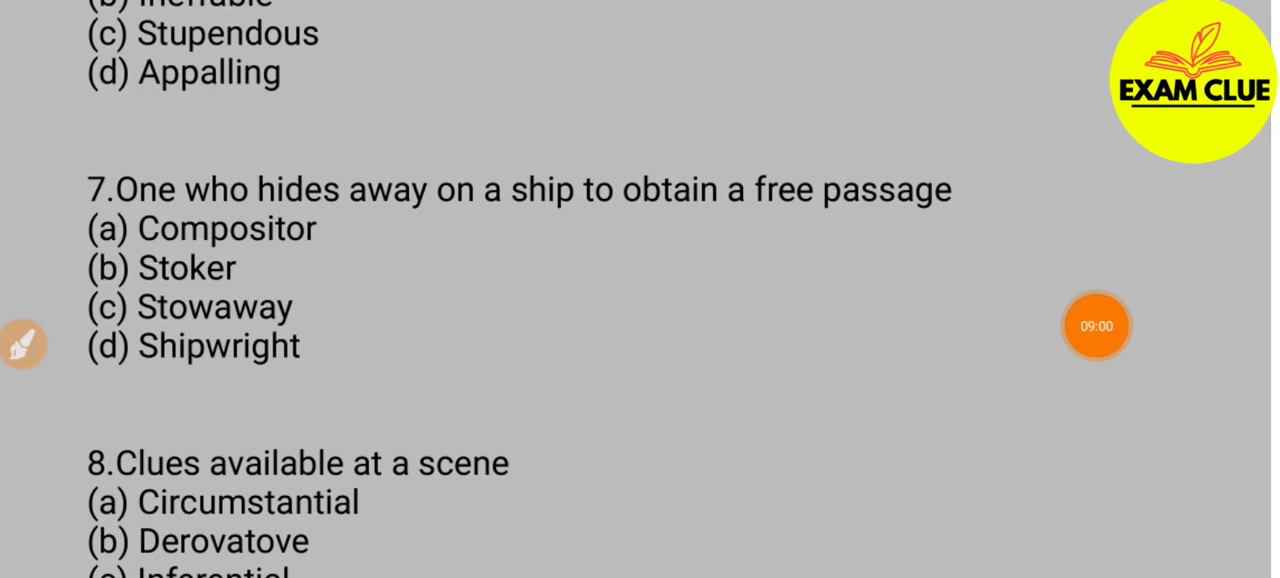 (c) Stupendous
(d) Appalling
EXAM CLUE
7.One who hides away on a ship to obtain a free passage
(a) Compositor
(b) Stoker
(c) Stowaway
(d) Shipwright
09:00
8.Clues available at a scene
(a) Circumstantial
(b) Derovatove